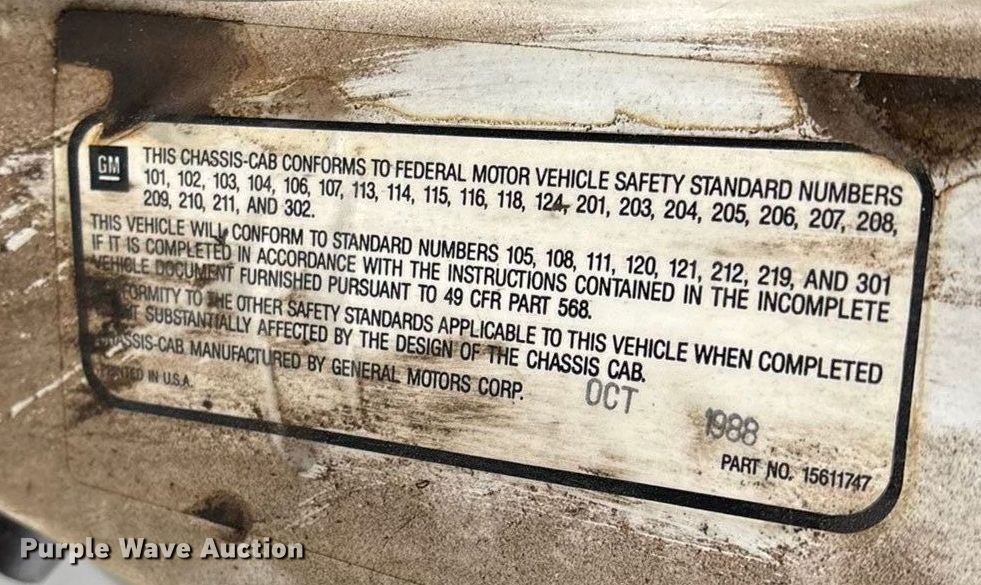 GM
THIS CHASSIS-CAB CONFORMS TO FEDERAL MOTOR VEHICLE SAFETY STANDARD NUMBERS
101, 102, 103, 104, 106, 107, 113, 114, 115, 116, 118, 124, 201, 203, 204, 205, 206, 207, 208,
209, 210, 211, AND 302.
THIS VEHICLE WILL CONFORM TO STANDARD NUMBERS 105, 108, 111, 120, 121, 212, 219, AND 301
IF IT IS COMPLETED IN ACCORDANCE WITH THE INSTRUCTIONS CONTAINED IN THE INCOMPLETE
VEHICLE DOCUMENT FURNISHED PURSUANT TO 49 CFR PART 568.
TO THE OTHER SAFETY STANDARDS APPLICABLE TO THIS VEHICLE WHEN COMPLETED
SUBSTANTIALLY AFFECTED BY THE DESIGN OF THE CHASSIS CAB.
CHASSIS-CAB MANUFACTURED BY GENERAL MOTORS CORP. OCT 1988
PRINTED IN U.S.A.
PART NO. 15611747
Purple Wave Auction